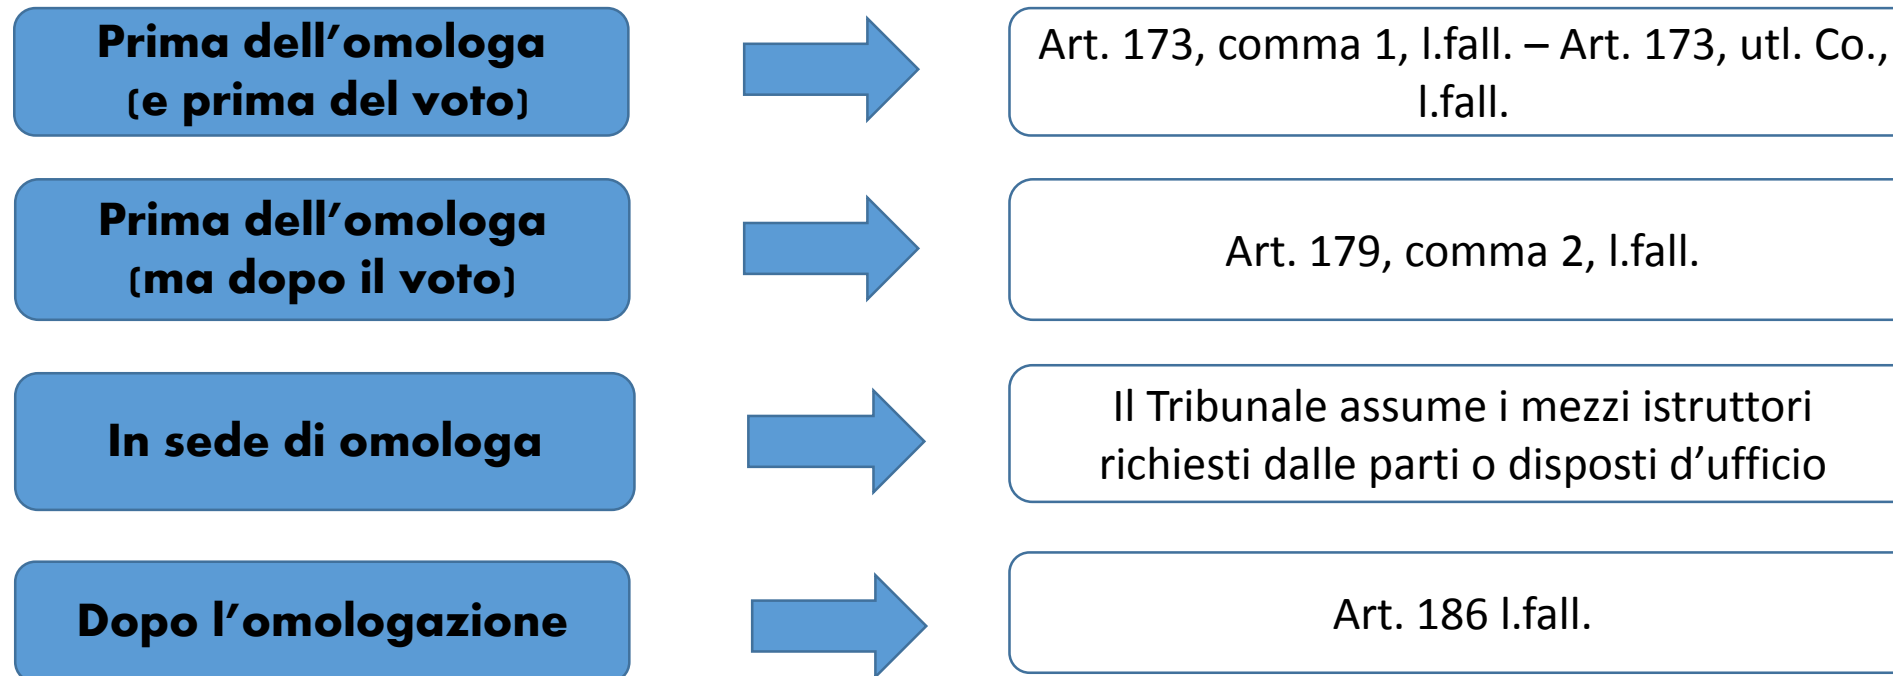 Prima dell’omologa
(e prima del voto)
Art. 173, comma 1, l.fall. – Art. 173, utl. Co.,
l.fall.
Prima dell’omologa
(ma dopo il voto)
Art. 179, comma 2, l.fall.
In sede di omologa
Il Tribunale assume i mezzi istruttori
richiesti dalle parti o disposti d’ufficio
Dopo l’omologazione
Art. 186 l.fall.